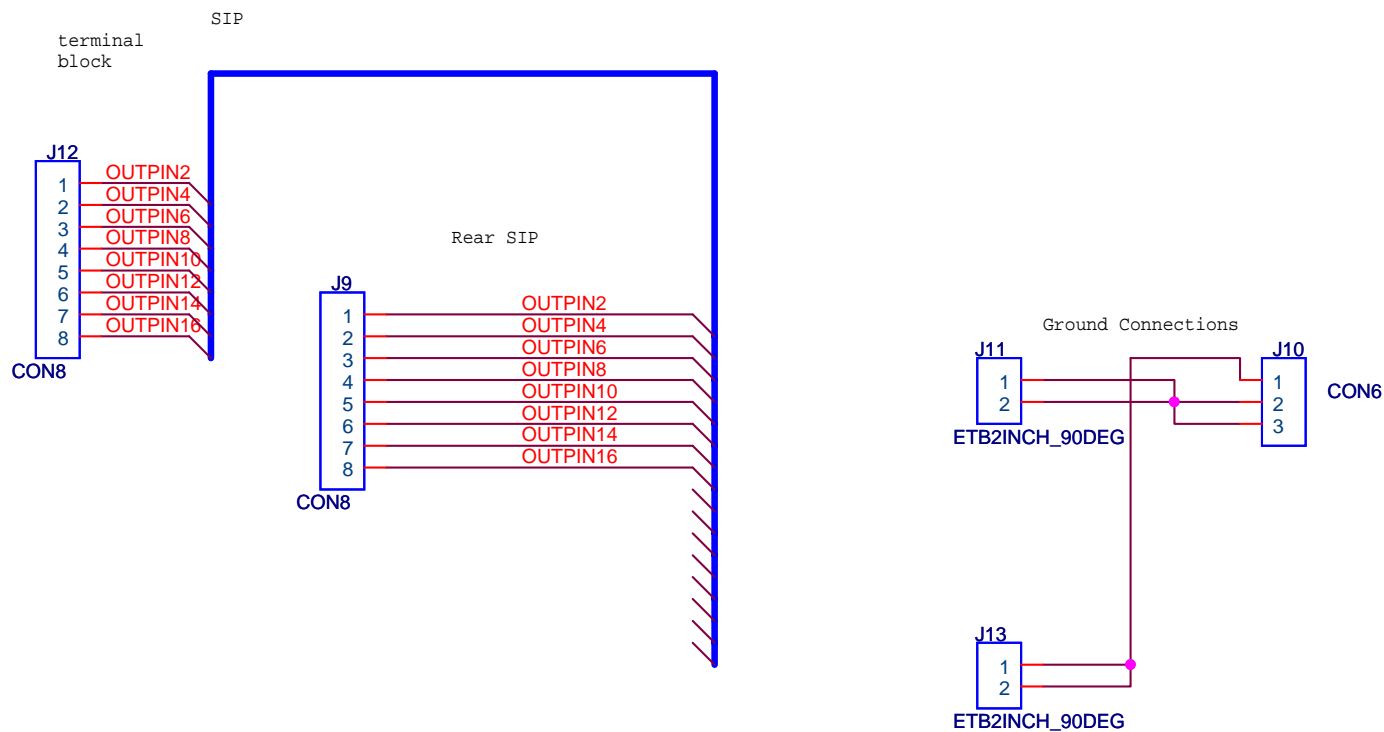 SIP
terminal
block
J12
1 OUTPIN2
2 OUTPIN4
3 OUTPIN6
4 OUTPIN8
5 OUTPIN10
6 OUTPIN12
7 OUTPIN14
8 OUTPIN16
CON8
Rear SIP
J9
1 OUTPIN2
2 OUTPIN4
3 OUTPIN6
4 OUTPIN8
5 OUTPIN10
6 OUTPIN12
7 OUTPIN14
8 OUTPIN16
CON8
Ground Connections
J11
1
2
ETB2INCH_90DEG
J10
1
2
3
CON6
J13
1
2
ETB2INCH_90DEG